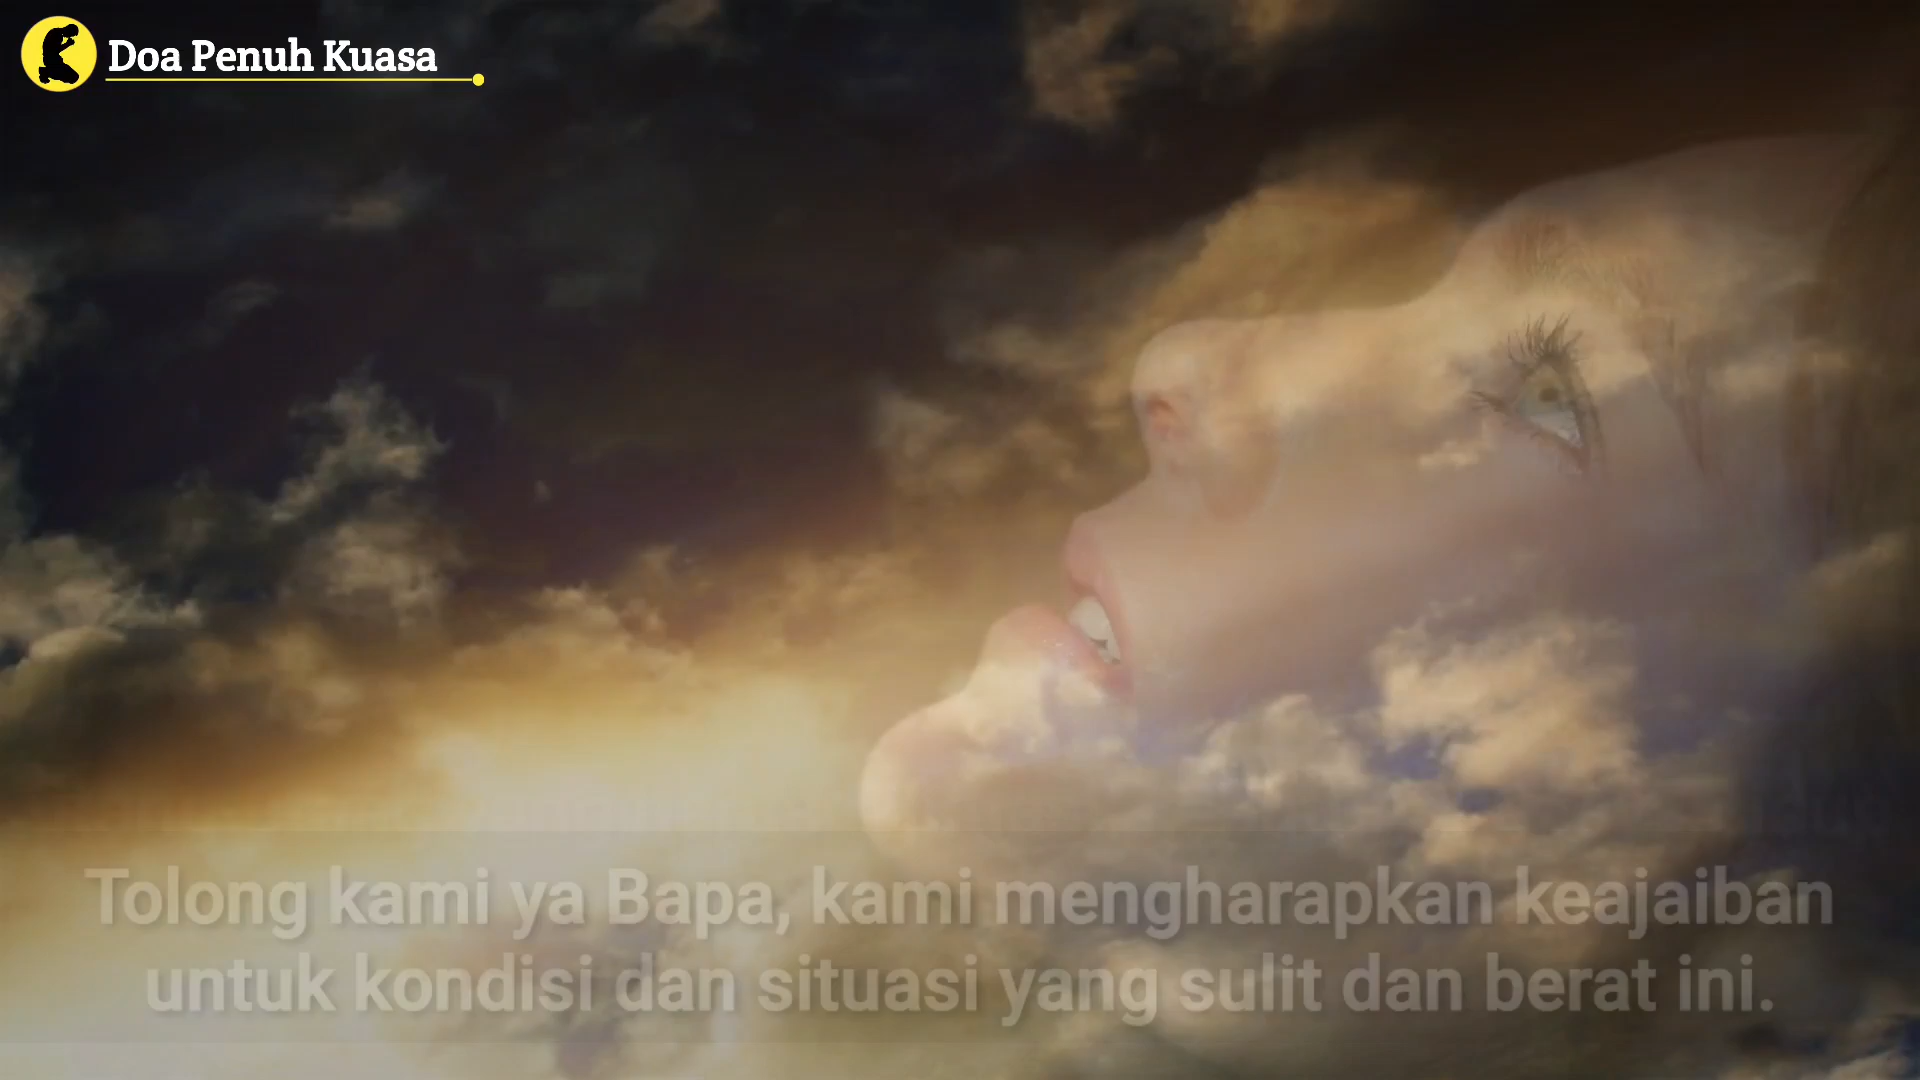 Doa Penuh Kuasa
Tolong kami ya Bapa, kami mengharapkan keajaiban
untuk kondisi dan situasi yang sulit dan berat ini.